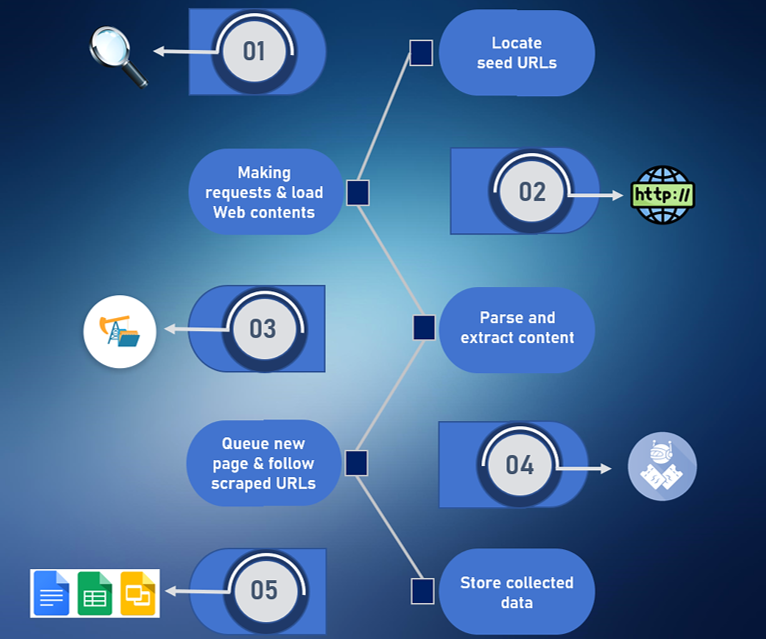 01
Locate
seed URLs
Making
requests & load
Web contents
02
http://
03
Parse and
extract content
Queue new
page & follow
scraped URLs
04
05
Store collected
data